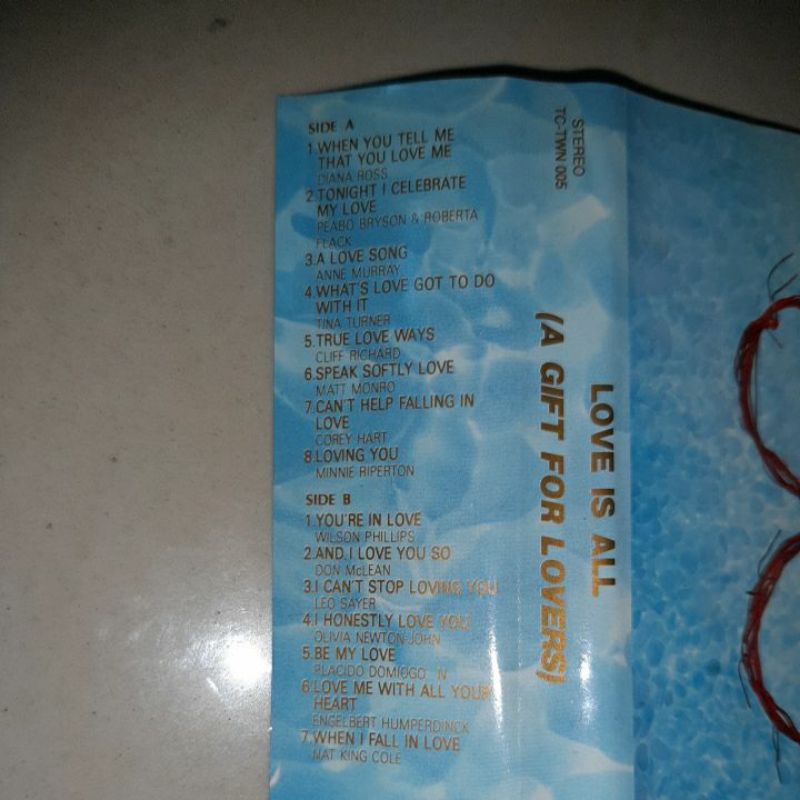 SIDE A
1.WHEN YOU TELL ME
THAT YOU LOVE ME
DIANA ROSS
2.TONIGHT I CELEBRATE
MY LOVE
PEABO BRYSON & ROBERTA
FLACK
3.A LOVE SONG
ANNE MURRAY
4.WHAT'S LOVE GOT TO DO
WITH IT
TINA TURNER
5.TRUE LOVE WAYS
CLIFF RICHARD
6.SPEAK SOFTLY LOVE
MATT MONRO
7.CAN'T HELP FALLING IN
LOVE
COREY HART
8.LOVING YOU
MINNIE RIPERTON
SIDE B
1.YOU'RE IN LOVE
WILSON PHILLIPS
2.AND I LOVE YOU SO
DON McLEAN
3.I CAN'T STOP LOVING YOU
LEO SAYER
4.I HONESTLY LOVE YOU
OLIVIA NEWTON-JOHN
5.BE MY LOVE
PLACIDO
6.LOVE ME WITH ALL YOUR
HEART
ENGELBERT HUMPERDINCK
7.WHEN I FALL IN LOVE
NAT KING COLE
STEREO
TC-TWN 005
LOVE IS ALL
(A GIFT FOR LOVERS)